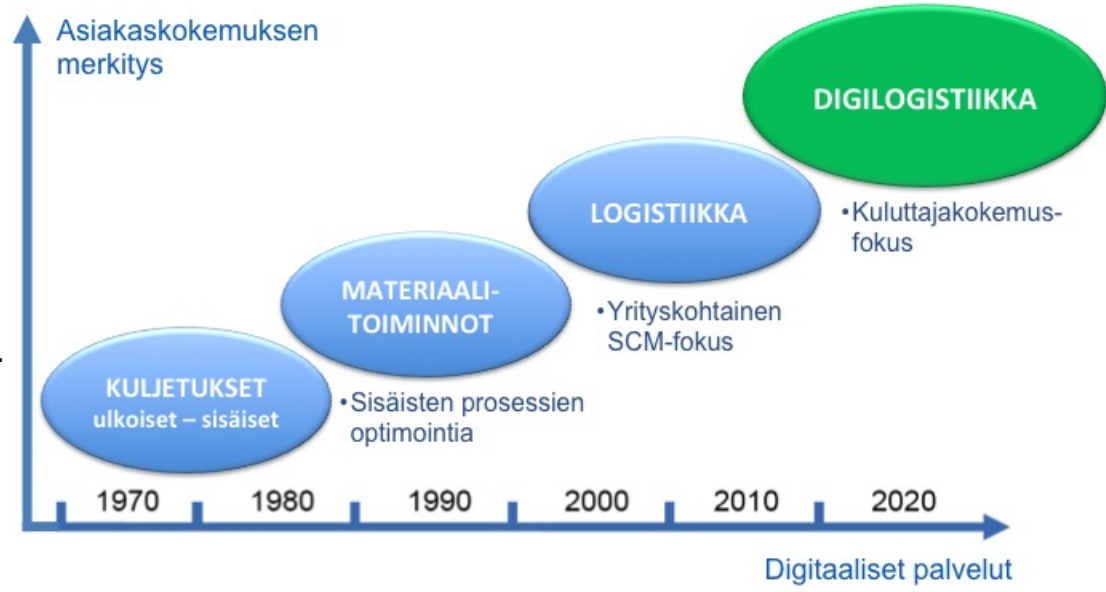 Asiakaskokemuksen
merkitys
DIGILOGISTIIKKA
•Kuluttajakokemus-
fokus
LOGISTIIKKA
•Yrityskohtainen
SCM-fokus
MATERIAALI-
TOIMINNOT
•Sisäisten prosessien
optimointia
KULJETUKSET
ulkoiset – sisäiset
1970 1980 1990 2000 2010 2020
Digitaaliset palvelut